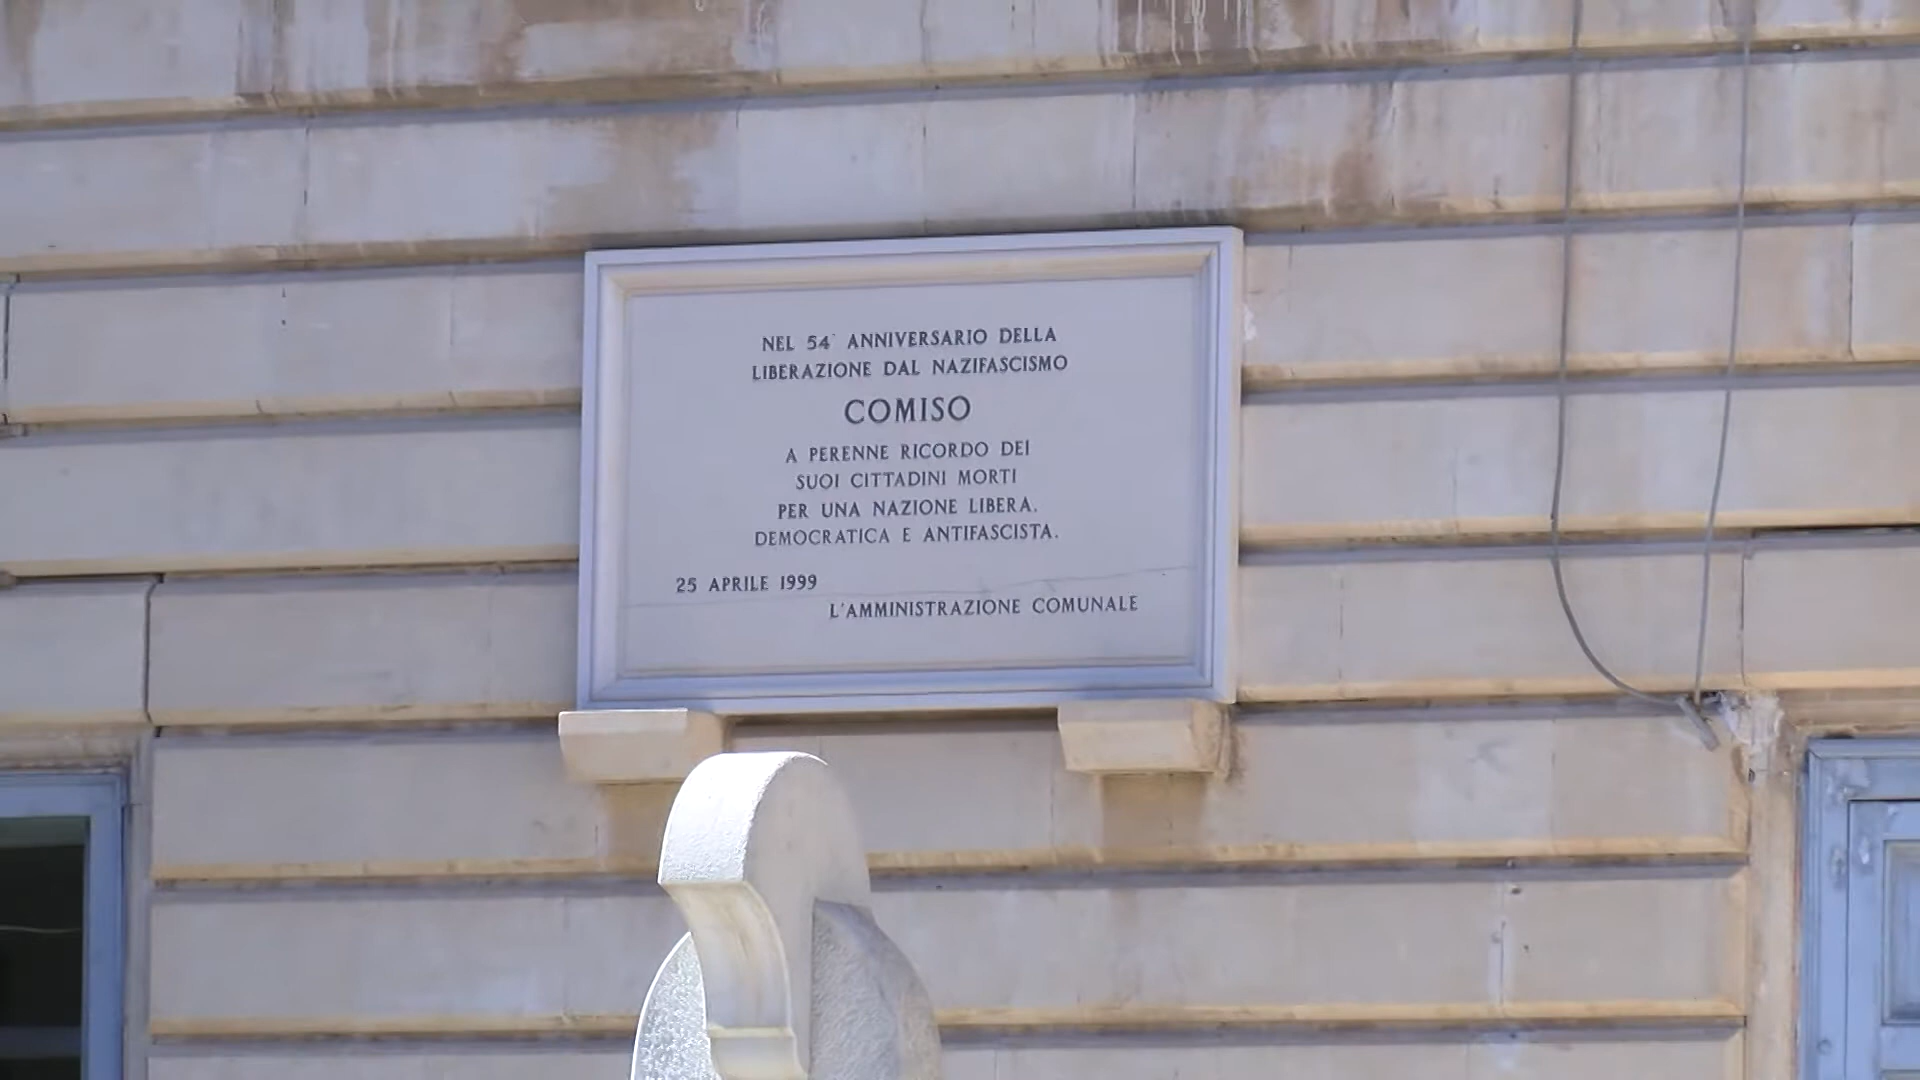 NEL 54° ANNIVERSARIO DELLA
LIBERAZIONE DAL NAZIFASCISMO
COMISO
A PERENNE RICORDO DEI
SUOI CITTADINI MORTI
PER UNA NAZIONE LIBERA,
DEMOCRATICA E ANTIFASCISTA.
25 APRILE 1999
L'AMMINISTRAZIONE COMUNALE